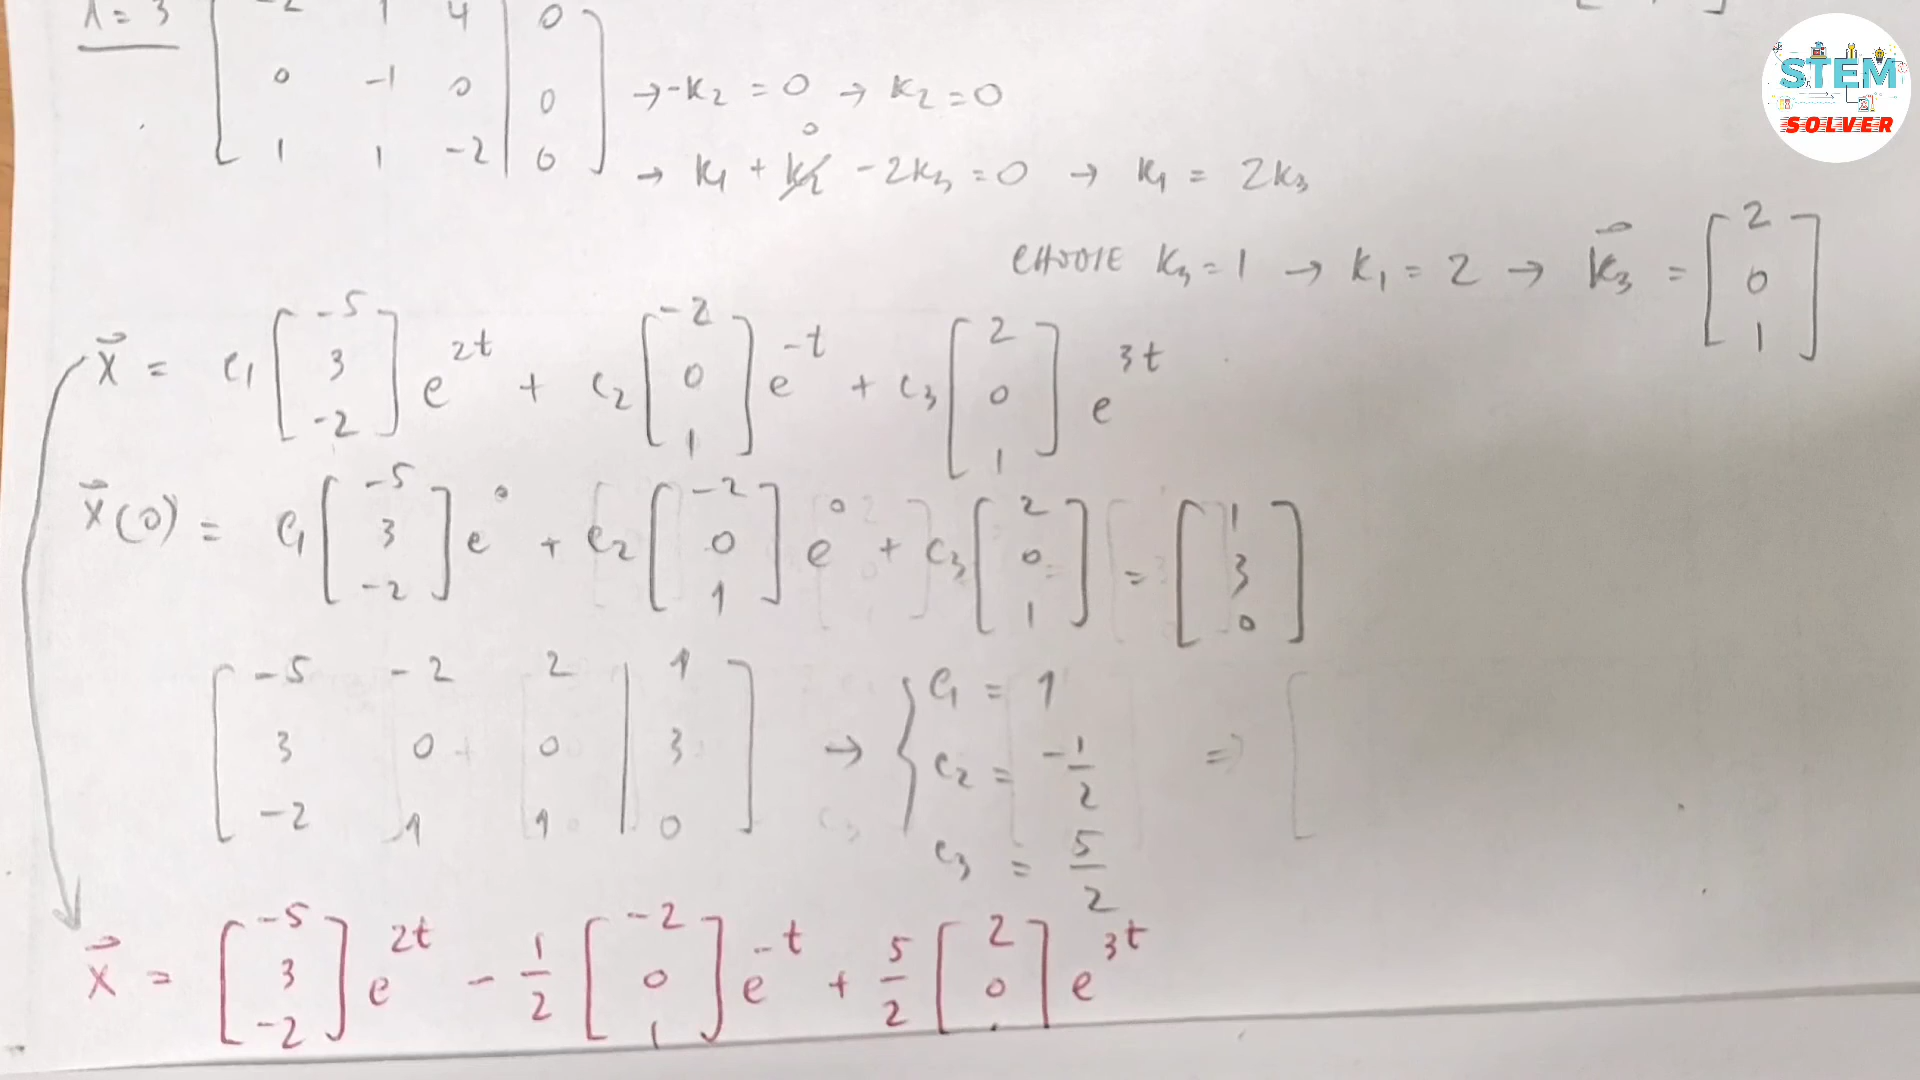 λ = 3 [ -2 1 4 | 0 ]
0 -1 0 | 0 → -k₂ = 0 → k₂ = 0
1 1 -2 | 0 → k₁ + k₂ - 2k₃ = 0 → k₁ = 2k₃
0
CHOOSE k₃ = 1 → k₁ = 2 → k⃗₃ = [ 2 0 1 ]
x⃗ = c₁ [ -5 3 -2 ] e^2t + c₂ [ -2 0 1 ] e^-t + c₃ [ 2 0 1 ] e^3t
x⃗(0) = c₁ [ -5 3 -2 ] e^0 + c₂ [ -2 0 1 ] e^0 + c₃ [ 2 0 1 ] = [ 1 3 0 ]
[ -5 -2 2 | 1 ] c₁ = 1
3 0 0 | 3 → { c₂ = -1/2 ⇒ [
-2 1 1 | 0 c₃ = 5/2
x⃗ = [ -5 3 -2 ] e^2t - 1/2 [ -2 0 1 ] e^-t + 5/2 [ 2 0 ] e^3t
STEM
SOLVER